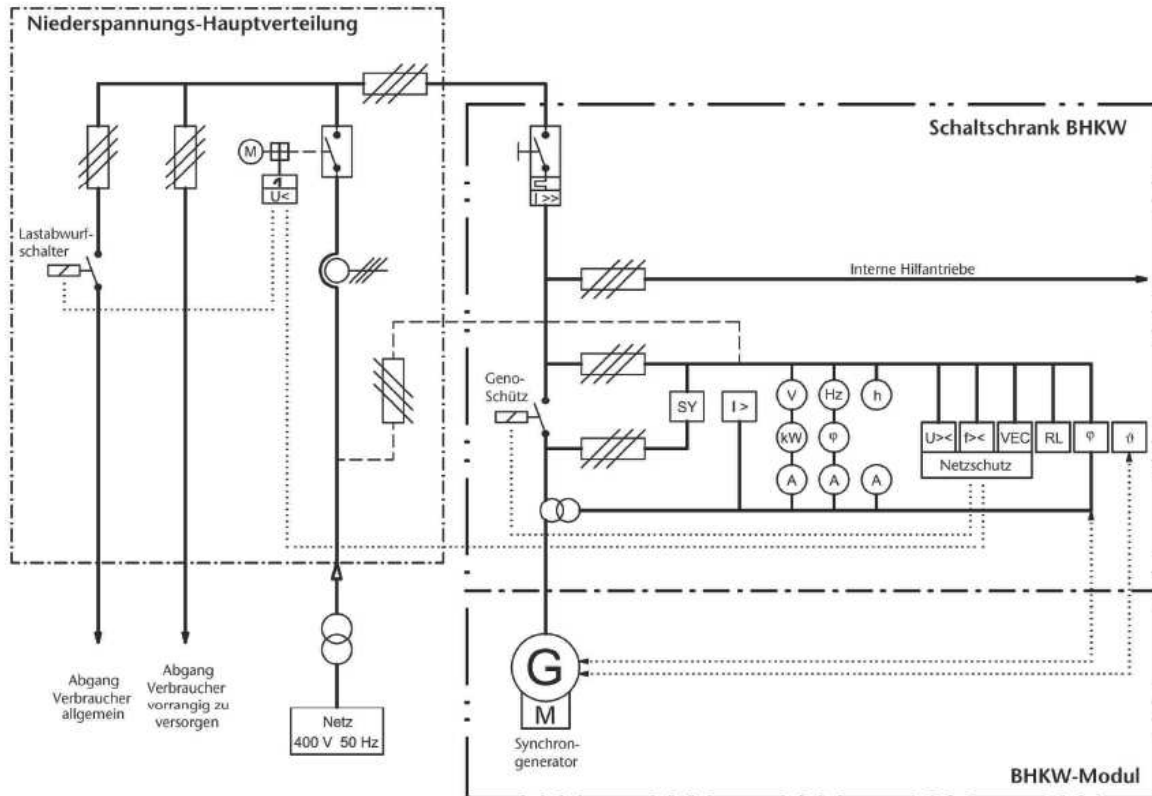 Niederspannungs-Hauptverteilung
Schaltschrank BHKW
M
U<
I >>
Lastabwurf-
schalter
Interne Hilfantriebe
Geno-
Schütz
SY
I >
V
Hz
h
kW
φ
A
A
A
U><
f><
VEC
RL
φ
ϑ
Netzschutz
Abgang
Verbraucher
allgemein
Abgang
Verbraucher
vorrangig zu
versorgen
Netz
400 V 50 Hz
G
M
Synchron-
generator
BHKW-Modul